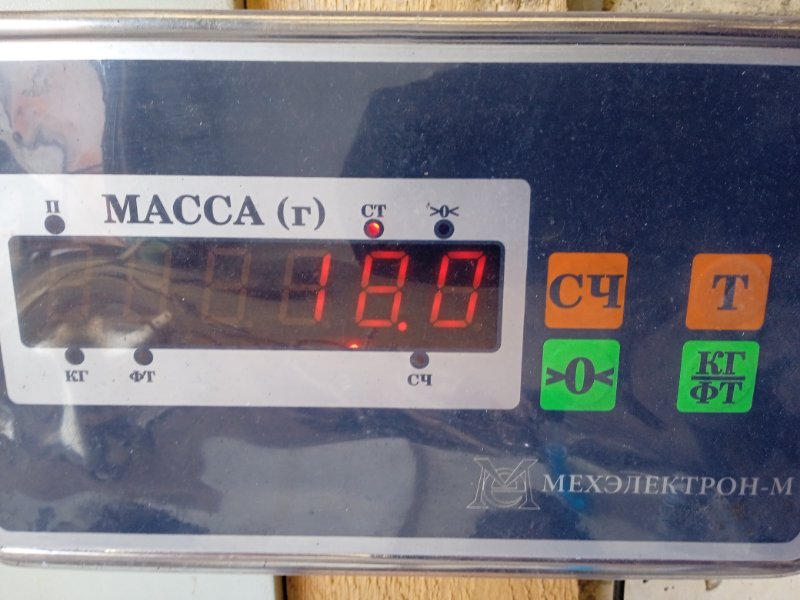 П МАССА (г) СТ >0<
18.0
КГ ФТ СЧ
СЧ Т
>0< КГ/ФТ
МЕХЭЛЕКТРОН-М